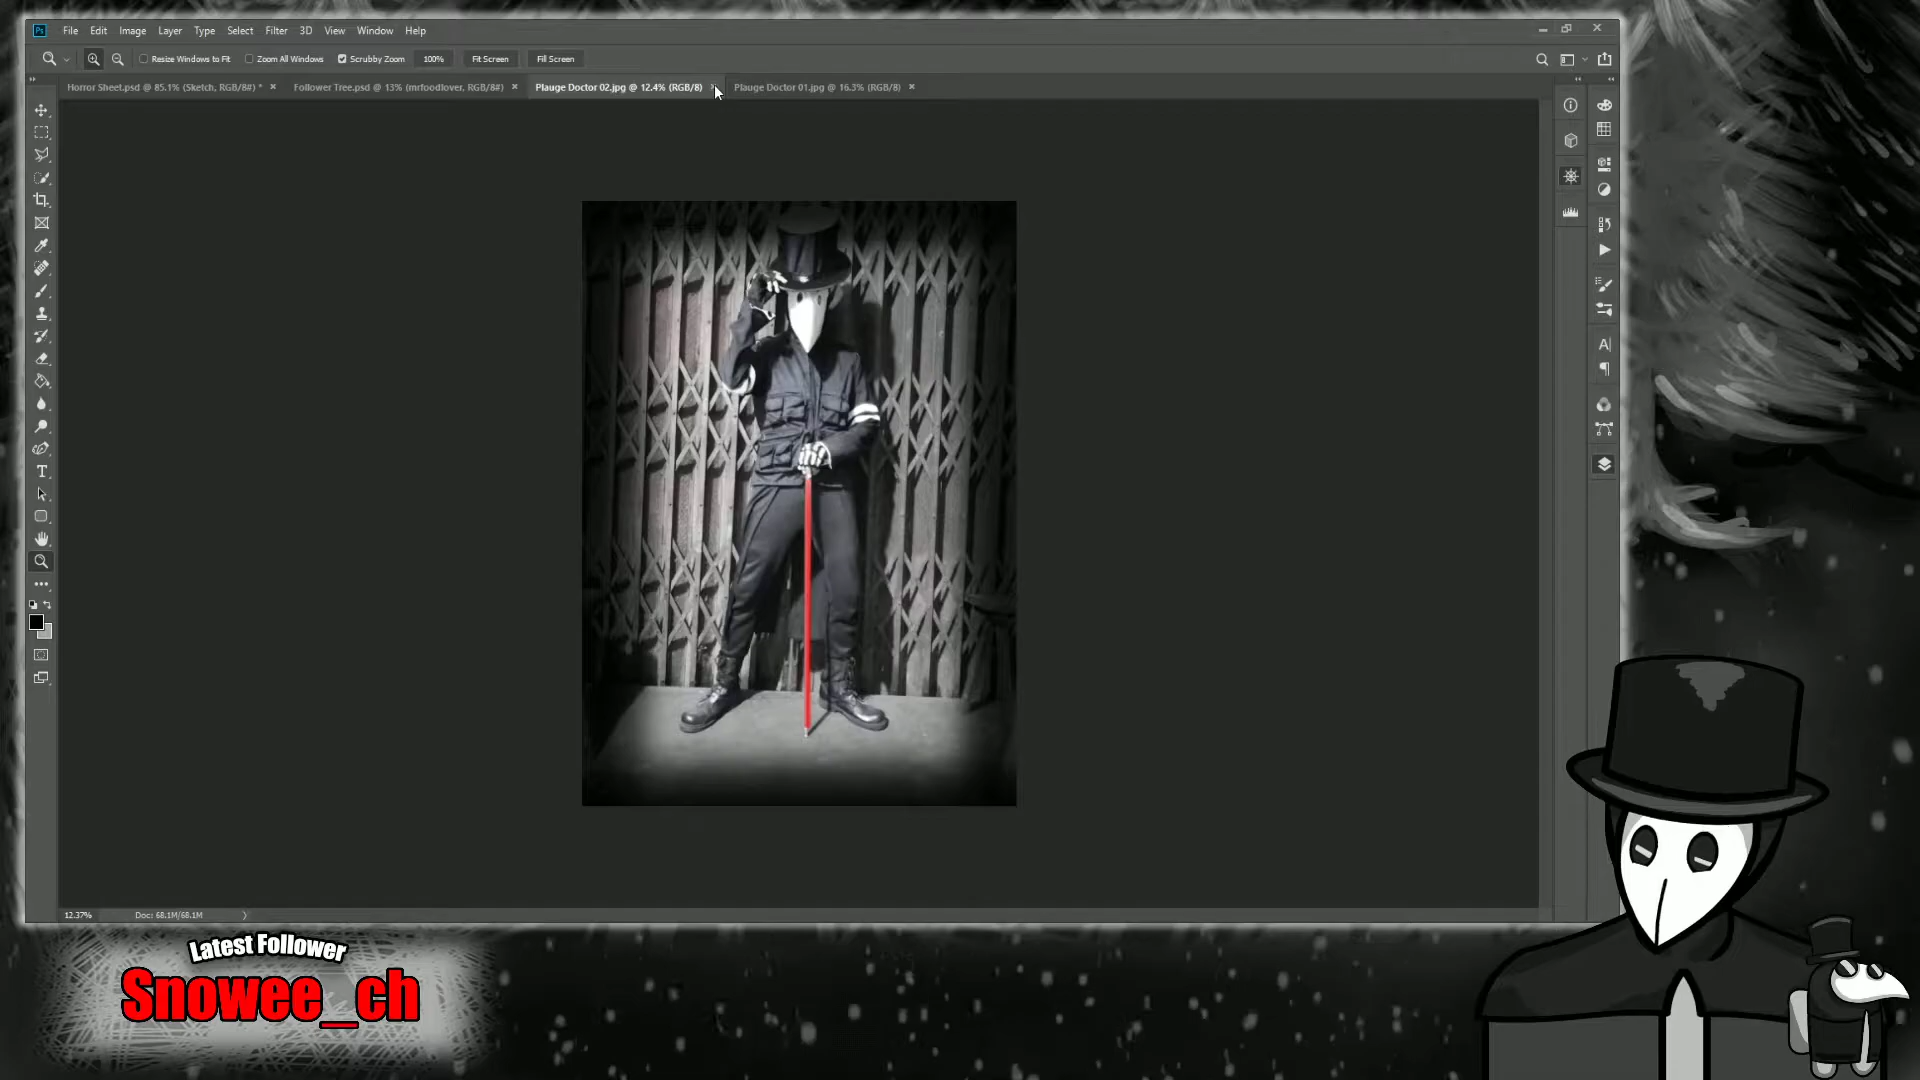 Ps File Edit Image Layer Type Select Filter 3D View Window Help
Resize Windows to Fit Zoom All Windows Scrubby Zoom 100% Fit Screen Fill Screen
Horror Sheet.psd @ 85.1% (Sketch, RGB/8#) * Follower Tree.psd @ 13% (mrfoodlover, RGB/8#) Plauge Doctor 02.jpg @ 12.4% (RGB/8) Plauge Doctor 01.jpg @ 16.3% (RGB/8)
12.37% Doc: 68.1M/68.1M
Latest Follower
Snowee_ch